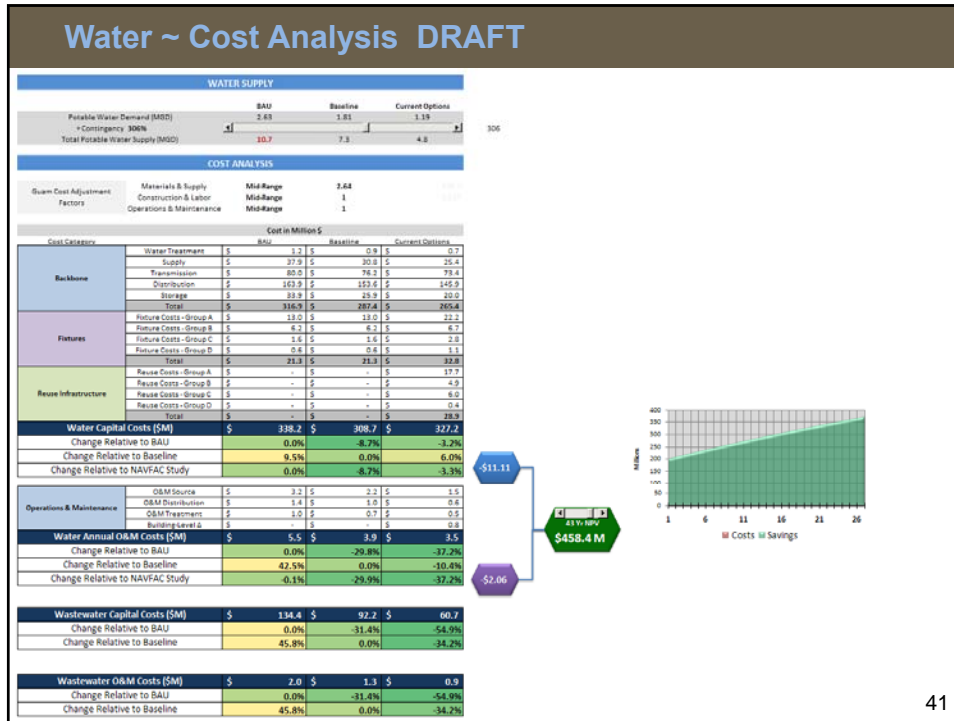 Water ~ Cost Analysis DRAFT
WATER SUPPLY
BAU Baseline Current Options
Potable Water Demand (MGD) 2.63 1.81 1.19
+ Contingency 306% 306
Total Potable Water Supply (MGD) 10.7 7.3 4.8
COST ANALYSIS
Guam Cost Adjustment Factors
Materials & Supply Mid-Range 2.64
Construction & Labor Mid-Range 1
Operations & Maintenance Mid-Range 1
Cost in Million $
Cost Category BAU Baseline Current Options
Backbone
Water Treatment $ 1.2 $ 0.9 $ 0.7
Supply $ 37.9 $ 30.8 $ 25.4
Transmission $ 80.0 $ 76.2 $ 73.4
Distribution $ 163.9 $ 153.6 $ 145.9
Storage $ 33.9 $ 25.9 $ 20.0
Total $ 316.9 $ 287.4 $ 265.4
Fixtures
Fixture Costs - Group A $ 13.0 $ 13.0 $ 22.2
Fixture Costs - Group B $ 6.2 $ 6.2 $ 6.7
Fixture Costs - Group C $ 1.6 $ 1.6 $ 2.8
Fixture Costs - Group D $ 0.6 $ 0.6 $ 1.1
Total $ 21.3 $ 21.3 $ 32.8
Reuse Infrastructure
Reuse Costs - Group A $ - $ - $ 17.7
Reuse Costs - Group B $ - $ - $ 4.9
Reuse Costs - Group C $ - $ - $ 6.0
Reuse Costs - Group D $ - $ - $ 0.4
Total $ - $ - $ 28.9
Water Capital Costs ($M) $ 338.2 $ 308.7 $ 327.2
Change Relative to BAU 0.0% -8.7% -3.2%
Change Relative to Baseline 9.5% 0.0% 6.0%
Change Relative to NAVFAC Study 0.0% -8.7% -3.3%
-$11.11
Operations & Maintenance
O&M Source $ 3.2 $ 2.2 $ 1.5
O&M Distribution $ 1.4 $ 1.0 $ 0.6
O&M Treatment $ 1.0 $ 0.7 $ 0.5
Building-Level Δ $ - $ - $ 0.8
Water Annual O&M Costs ($M) $ 5.5 $ 3.9 $ 3.5
Change Relative to BAU 0.0% -29.8% -37.2%
Change Relative to Baseline 42.5% 0.0% -10.4%
Change Relative to NAVFAC Study -0.1% -29.9% -37.2%
-$2.06
43 Yr NPV
$458.4 M
Millions
400
350
300
250
200
150
100
50
0
1 6 11 16 21 26
Costs Savings
Wastewater Capital Costs ($M) $ 134.4 $ 92.2 $ 60.7
Change Relative to BAU 0.0% -31.4% -54.9%
Change Relative to Baseline 45.8% 0.0% -34.2%
Wastewater O&M Costs ($M) $ 2.0 $ 1.3 $ 0.9
Change Relative to BAU 0.0% -31.4% -54.9%
Change Relative to Baseline 45.8% 0.0% -34.2%
41